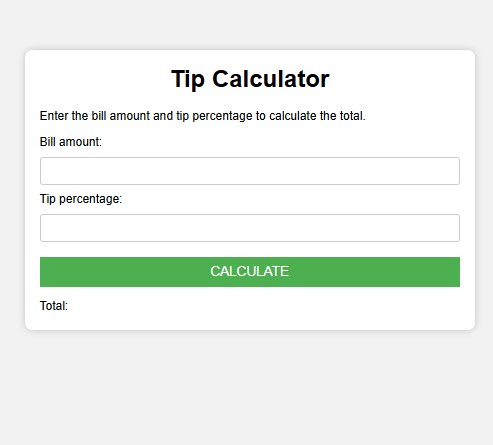 Tip Calculator
Enter the bill amount and tip percentage to calculate the total.
Bill amount:
Tip percentage:
CALCULATE
Total: